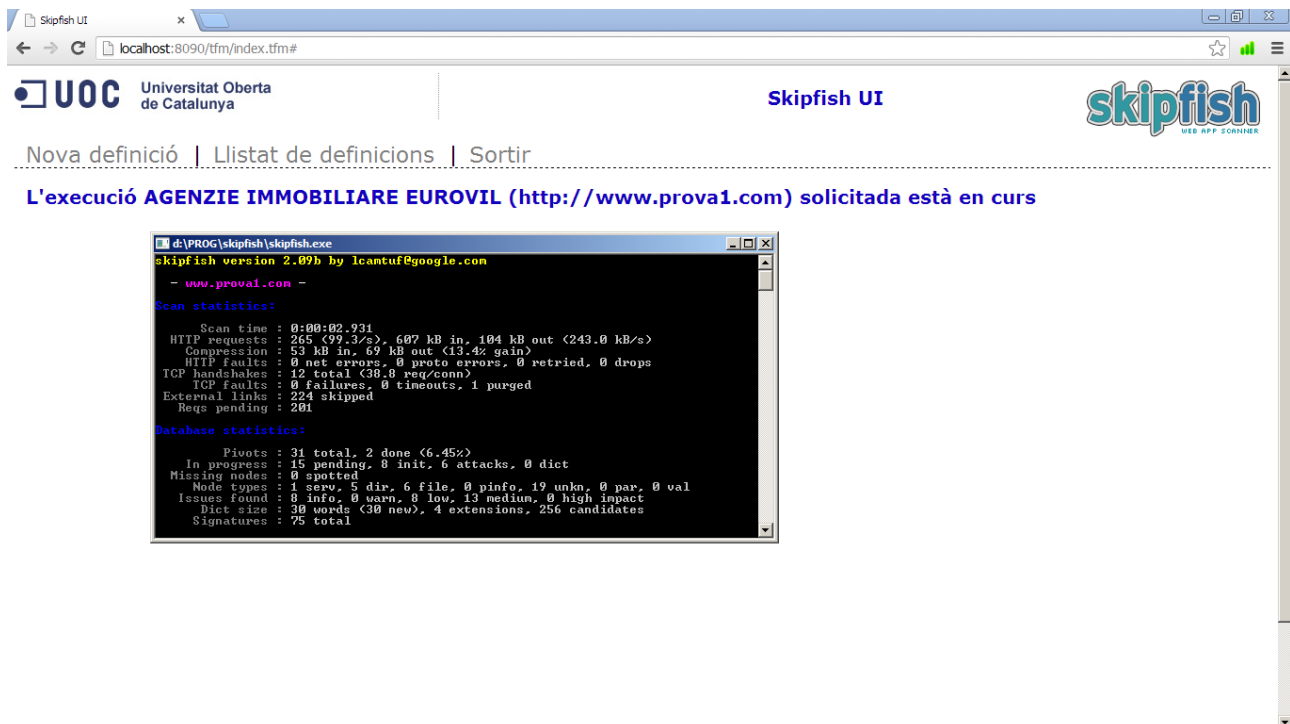 Skipfish UI
localhost:8090/tfm/index.tfm#
UOC Universitat Oberta
de Catalunya
Skipfish UI
skipfish
WEB APP SCANNER
Nova definició | Llistat de definicions | Sortir
L'execució AGENZIE IMMOBILIARE EUROVIL (http://www.prova1.com) solicitada està en curs
d:\PROG\skipfish\skipfish.exe
skipfish version 2.09b by lcamtuf@google.com
- www.prova1.com -
Scan statistics:
Scan time : 0:00:02.931
HTTP requests : 265 (99.3/s), 607 kB in, 104 kB out (243.0 kB/s)
Compression : 53 kB in, 69 kB out (13.4% gain)
HTTP faults : 0 net errors, 0 proto errors, 0 retried, 0 drops
TCP handshakes : 12 total (38.8 req/conn)
TCP faults : 0 failures, 0 timeouts, 1 purged
External links : 224 skipped
Reqs pending : 201
Database statistics:
Pivots : 31 total, 2 done (6.45%)
In progress : 15 pending, 8 init, 6 attacks, 0 dict
Missing nodes : 0 spotted
Node types : 1 serv, 5 dir, 6 file, 0 pinfo, 19 unkn, 0 par, 0 val
Issues found : 8 info, 0 warn, 8 low, 13 medium, 0 high impact
Dict size : 30 words (30 new), 4 extensions, 256 candidates
Signatures : 75 total